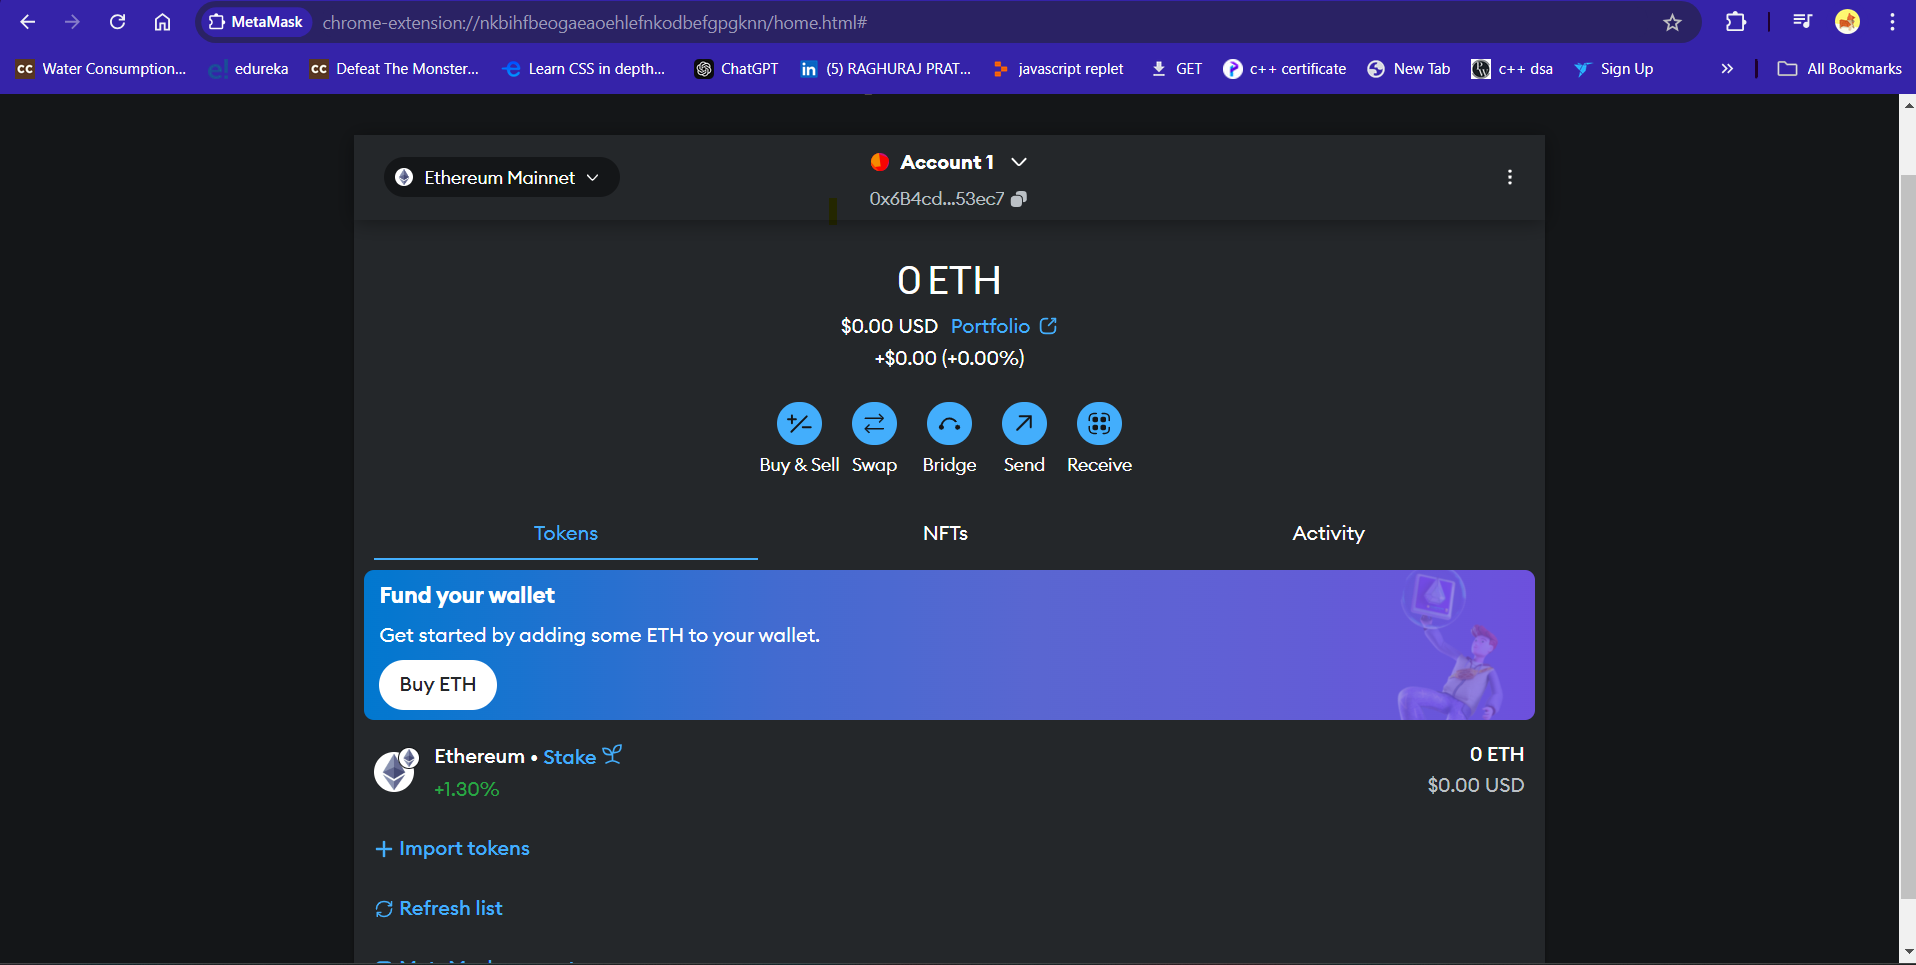 MetaMask chrome-extension://nkbihfbeogaeaoehlefnkodbefgpgknn/home.html#
CC Water Consumption... e! edureka CC Defeat The Monster... Learn CSS in depth... ChatGPT in (5) RAGHURAJ PRAT... javascript replet GET c++ certificate New Tab c++ dsa Sign Up » All Bookmarks
Ethereum Mainnet
Account 1
0x6B4cd...53ec7
0 ETH
$0.00 USD Portfolio
+$0.00 (+0.00%)
Buy & Sell Swap Bridge Send Receive
Tokens NFTs Activity
Fund your wallet
Get started by adding some ETH to your wallet.
Buy ETH
Ethereum • Stake 0 ETH
+1.30% $0.00 USD
+ Import tokens
Refresh list